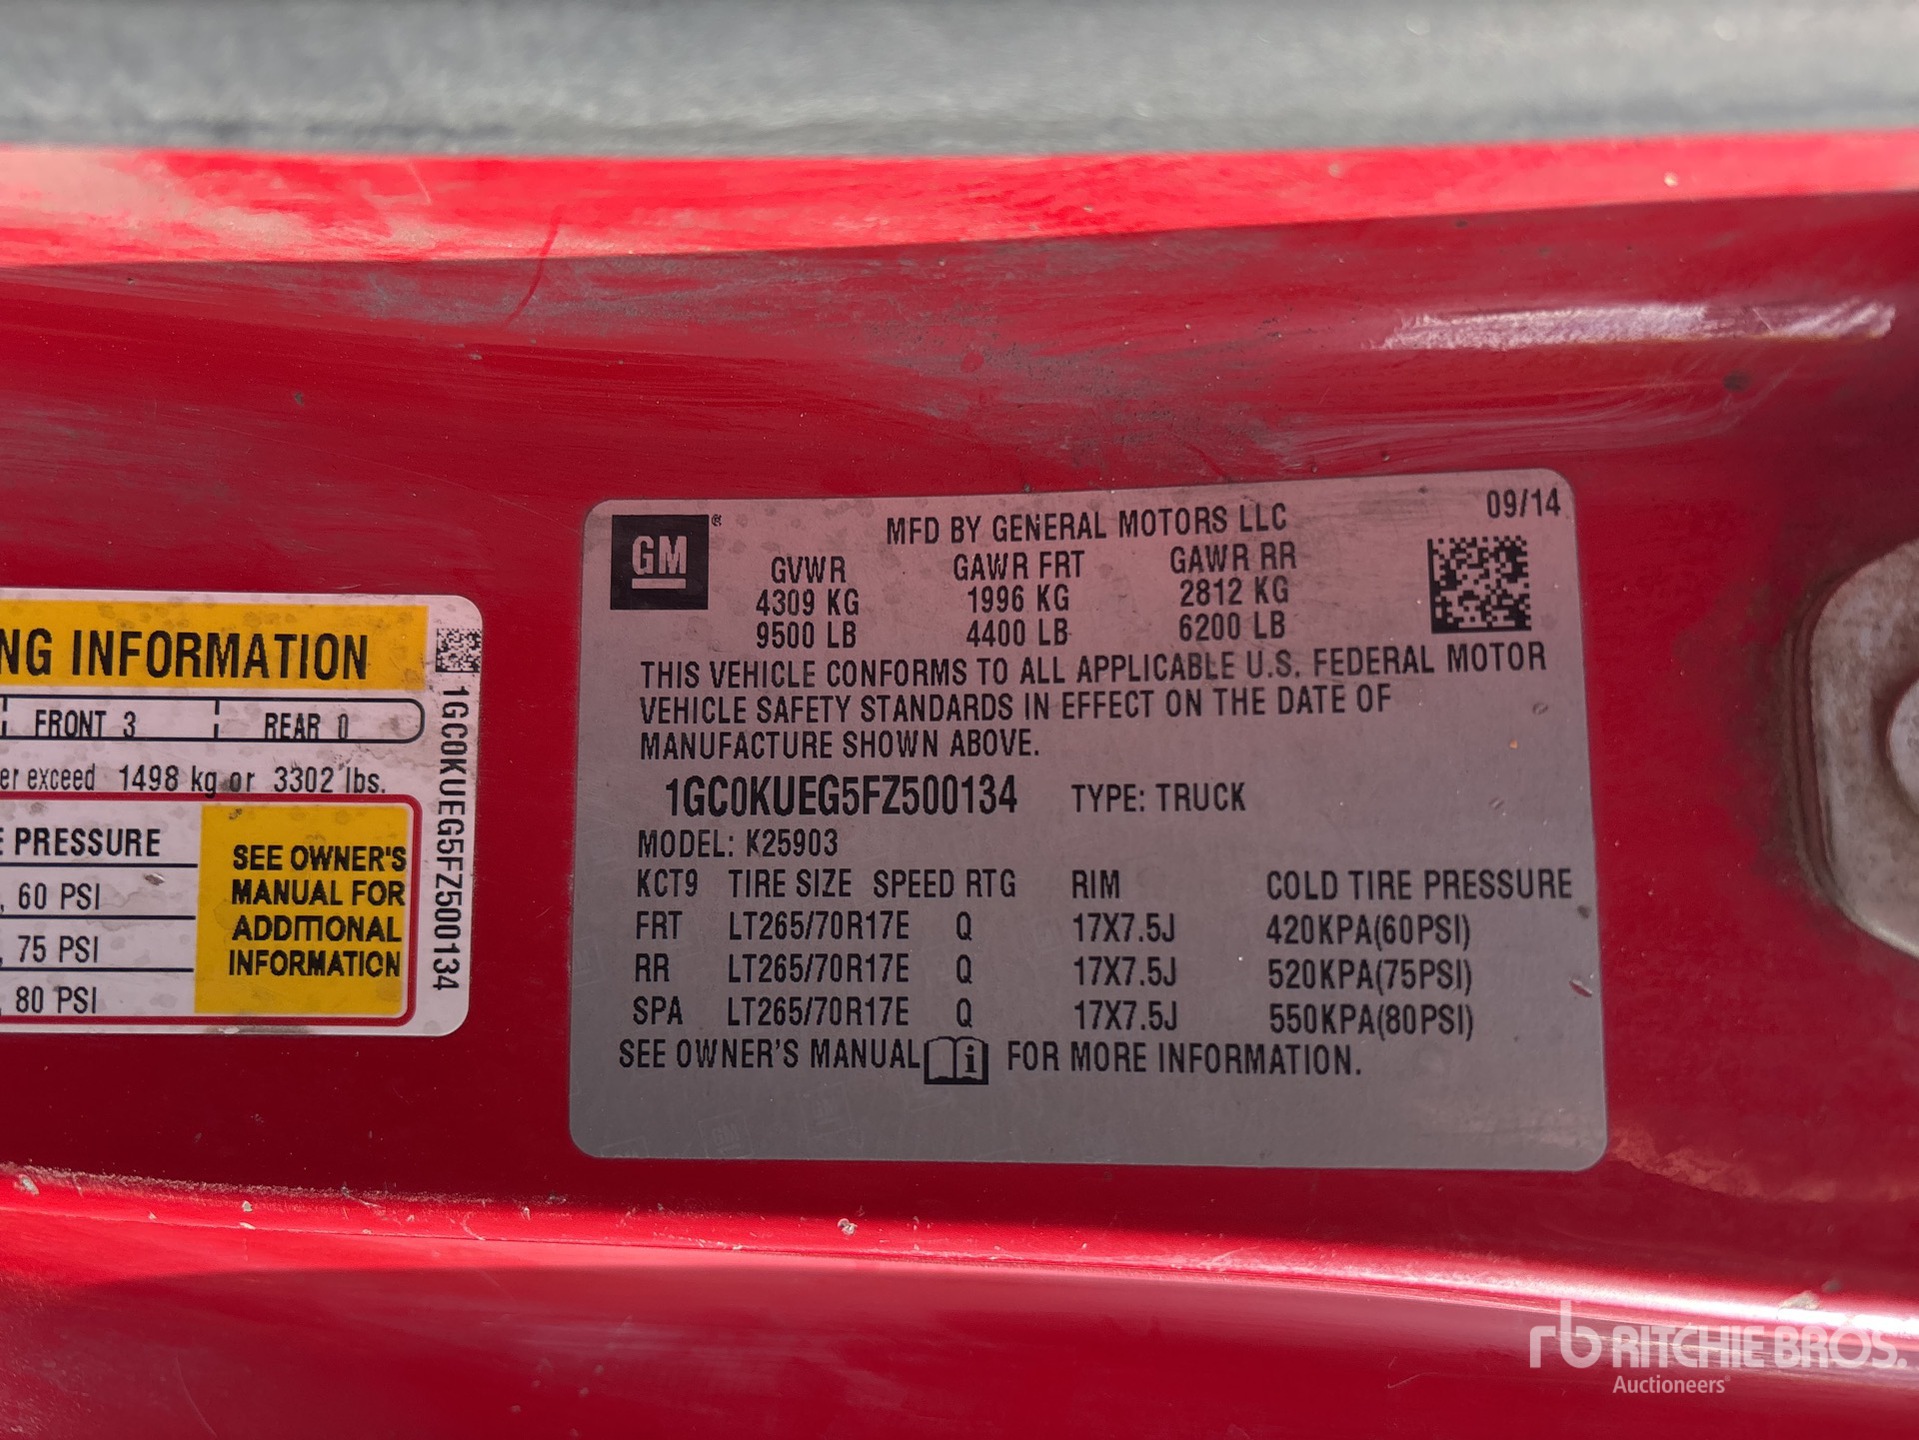 NG INFORMATION
FRONT 3 REAR 0
er exceed 1498 kg or 3302 lbs.
E PRESSURE
, 60 PSI
, 75 PSI
, 80 PSI
SEE OWNER'S
MANUAL FOR
ADDITIONAL
INFORMATION
1GC0KUEG5FZ500134
GM®
MFD BY GENERAL MOTORS LLC 09/14
GVWR GAWR FRT GAWR RR
4309 KG 1996 KG 2812 KG
9500 LB 4400 LB 6200 LB
THIS VEHICLE CONFORMS TO ALL APPLICABLE U.S. FEDERAL MOTOR
VEHICLE SAFETY STANDARDS IN EFFECT ON THE DATE OF
MANUFACTURE SHOWN ABOVE.
1GC0KUEG5FZ500134 TYPE: TRUCK
MODEL: K25903
KCT9 TIRE SIZE SPEED RTG RIM COLD TIRE PRESSURE
FRT LT265/70R17E Q 17X7.5J 420KPA(60PSI)
RR LT265/70R17E Q 17X7.5J 520KPA(75PSI)
SPA LT265/70R17E Q 17X7.5J 550KPA(80PSI)
SEE OWNER'S MANUAL i FOR MORE INFORMATION.
rb RITCHIE BROS.
Auctioneers